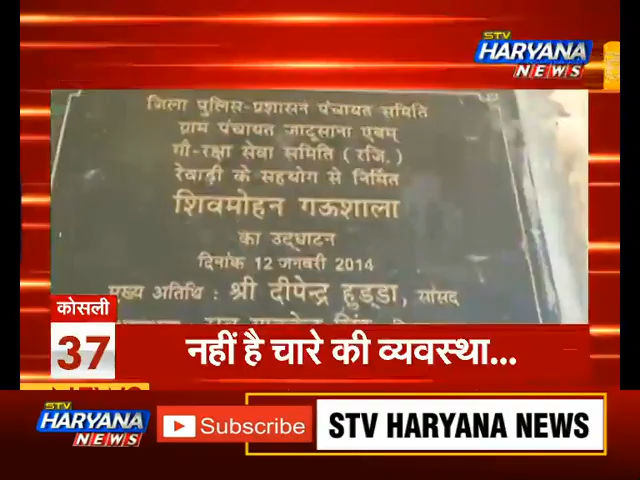 STV
HARYANA
NEWS
जिला पुलिस-प्रशासन पंचायत समिति
ग्राम पंचायत जाटुसाना एवम्
गौ-रक्षा सेवा समिति (रजि.)
रेवाड़ी के सहयोग से निर्मित
शिवमोहन गऊशाला
का उद्घाटन
दिनांक 12 जनवरी 2014
मुख्य अतिथि : श्री दीपेन्द्र हुड्डा, सांसद
कोसली
37
नहीं है चारे की व्यवस्था...
STV
HARYANA
NEWS
Subscribe
STV HARYANA NEWS